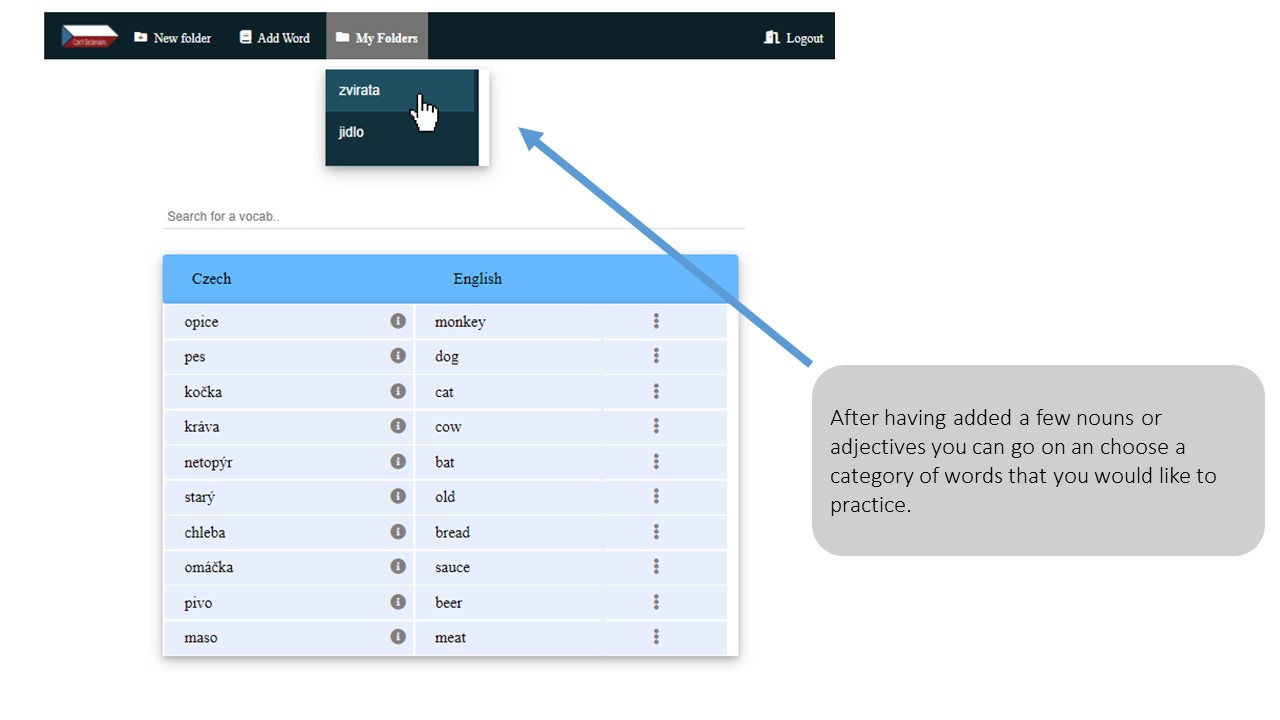 Czech Dictionary New folder Add Word My Folders Logout
zvirata
jidlo
Search for a vocab..
Czech English
opice monkey
pes dog
kočka cat
kráva cow
netopýr bat
starý old
chleba bread
omáčka sauce
pivo beer
maso meat
After having added a few nouns or
adjectives you can go on an choose a
category of words that you would like to
practice.